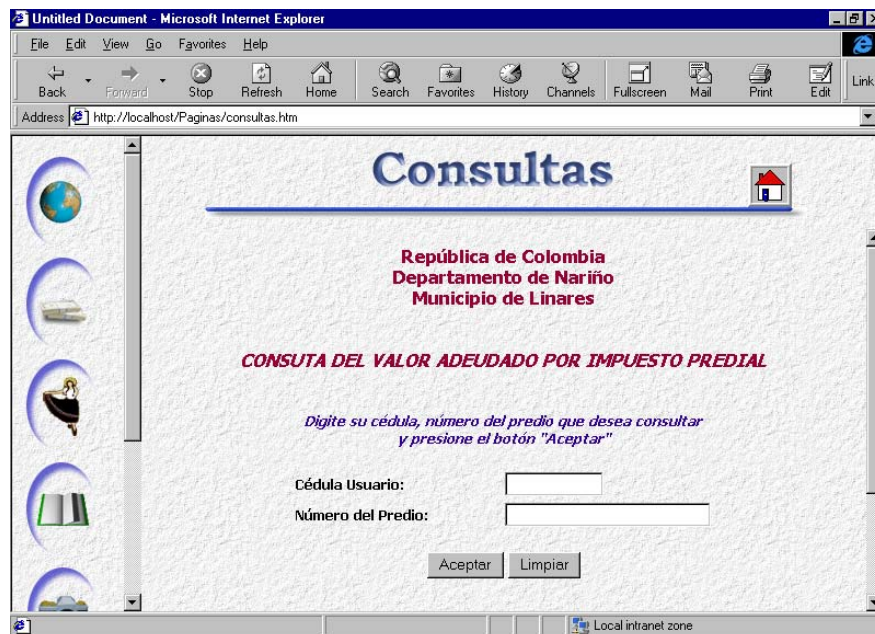 Untitled Document - Microsoft Internet Explorer
File Edit View Go Favorites Help
Back Forward Stop Refresh Home Search Favorites History Channels Fullscreen Mail Print Edit Link
Address http://localhost/Paginas/consultas.htm
Consultas
República de Colombia
Departamento de Nariño
Municipio de Linares
CONSUTA DEL VALOR ADEUDADO POR IMPUESTO PREDIAL
Digite su cédula, número del predio que desea consultar
y presione el botón "Aceptar"
Cédula Usuario:
Número del Predio:
Aceptar Limpiar
Local intranet zone